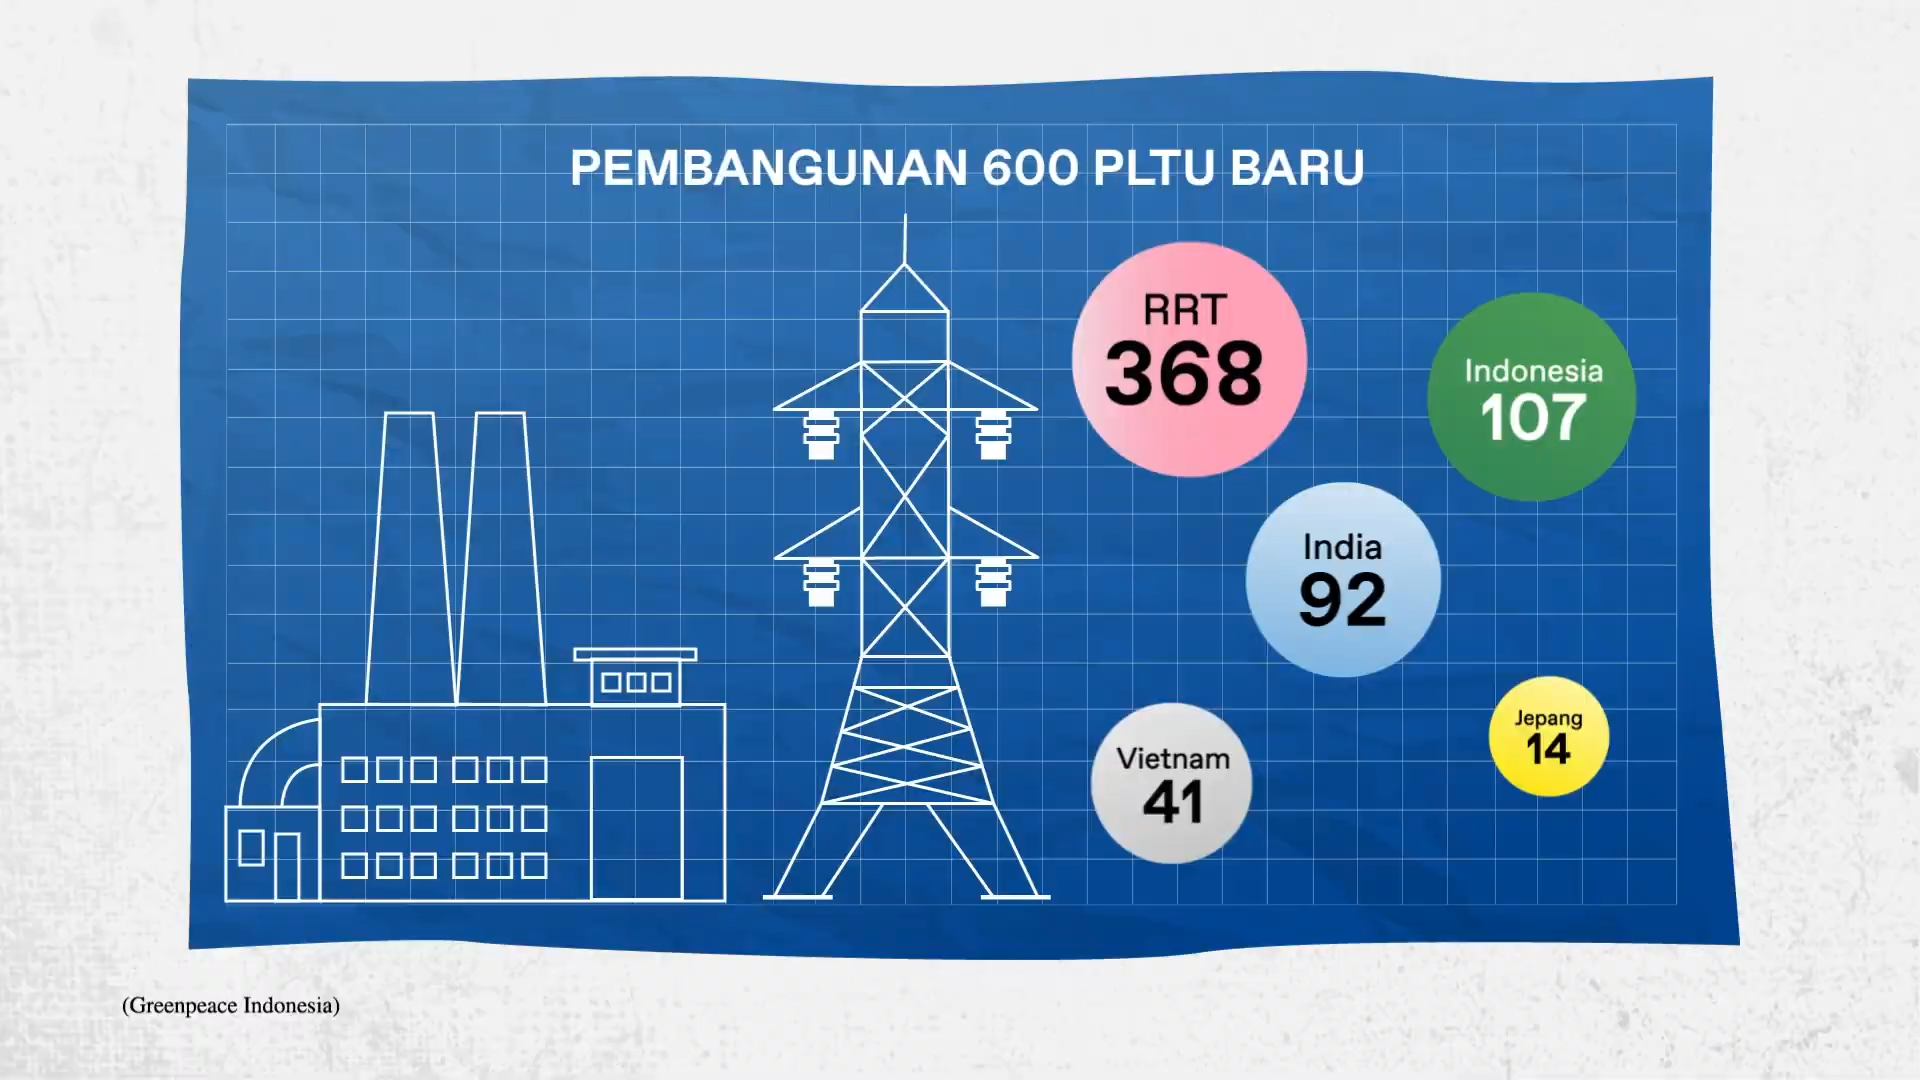 PEMBANGUNAN 600 PLTU BARU
RRT
368
Indonesia
107
India
92
Vietnam
41
Jepang
14
(Greenpeace Indonesia)